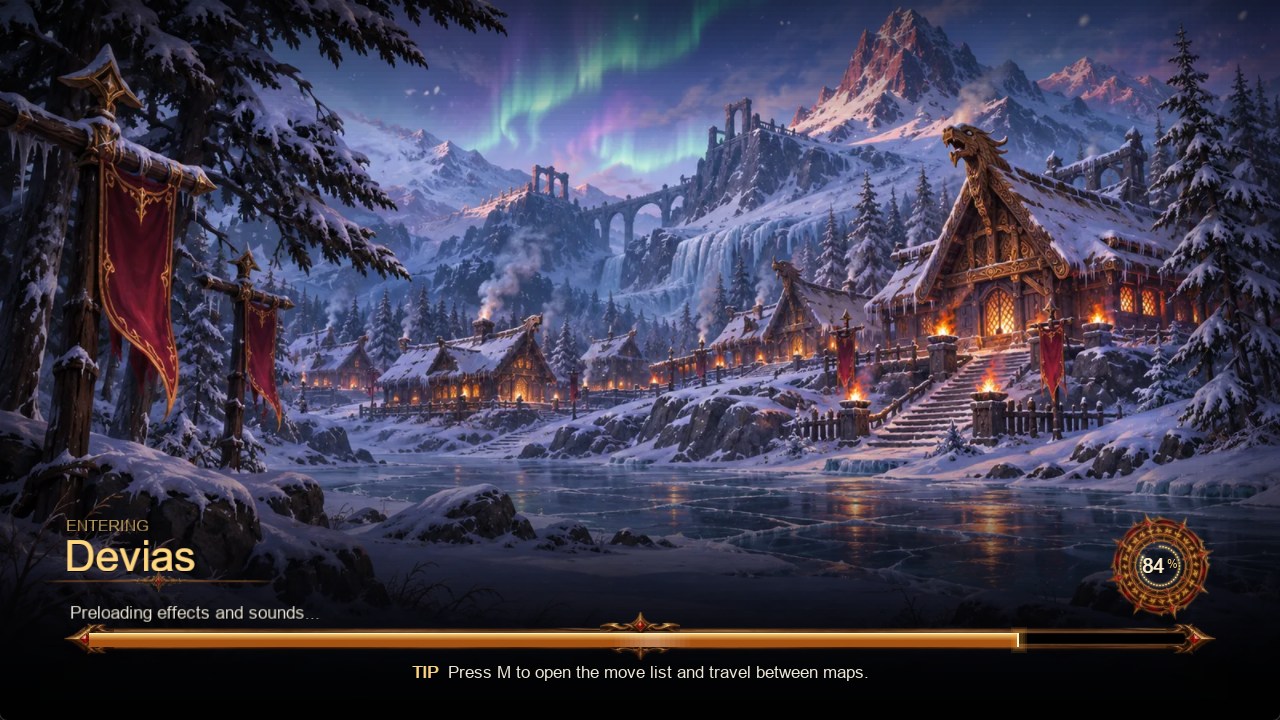 ENTERING
Devias
84 %
Preloading effects and sounds...
TIP Press M to open the move list and travel between maps.